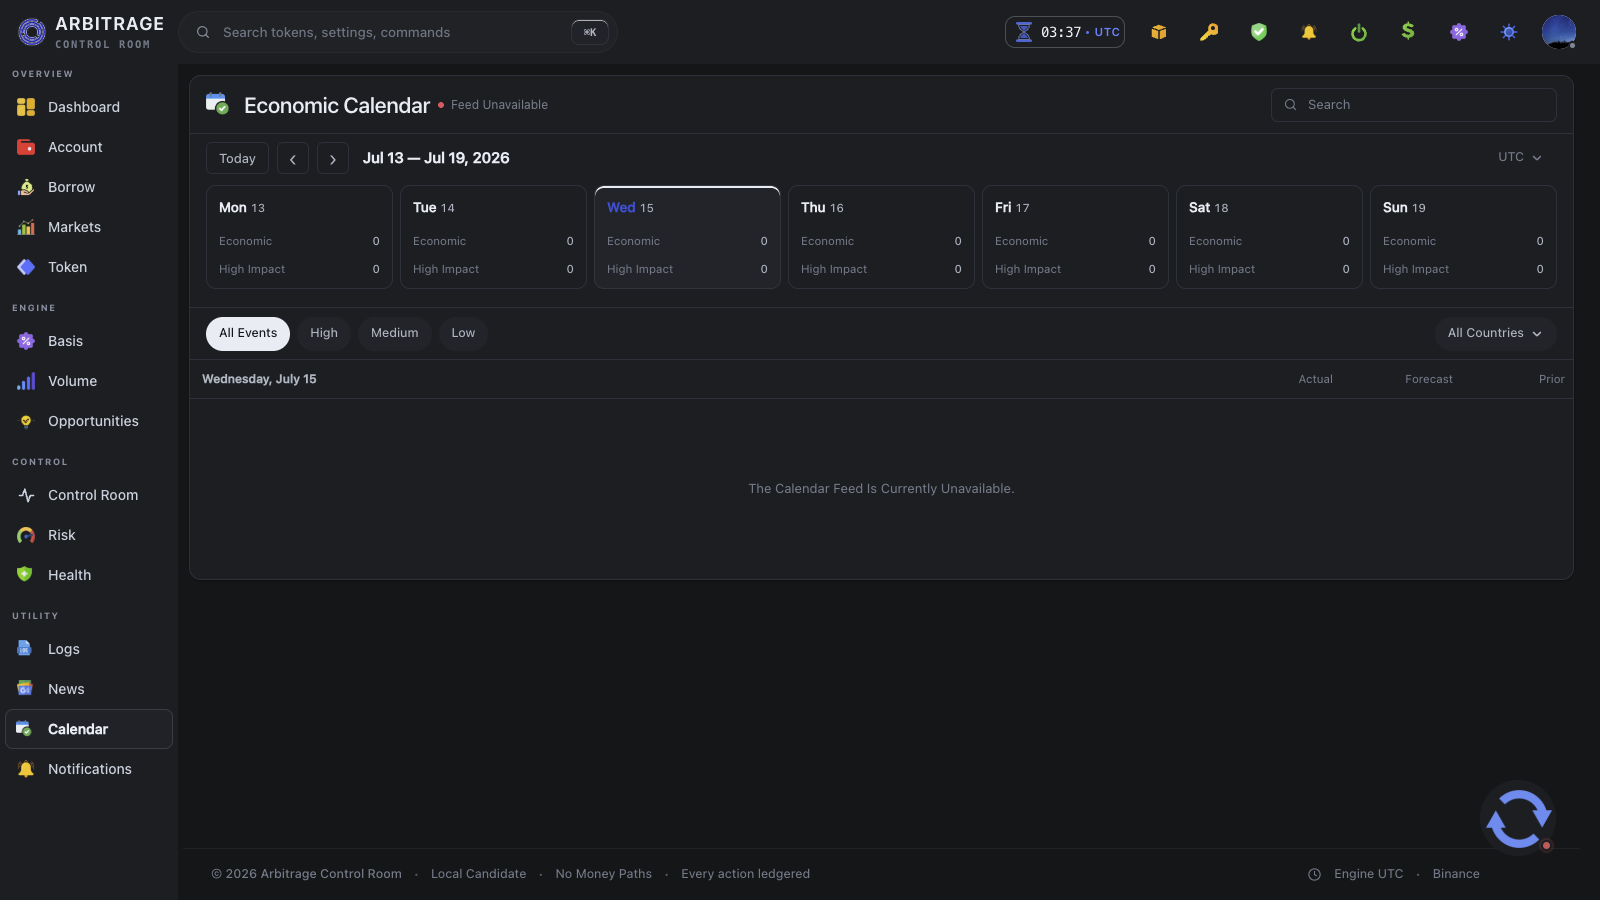 ARBITRAGE
CONTROL ROOM
Search tokens, settings, commands
⌘K
03:37 • UTC
OVERVIEW
Dashboard
Account
Borrow
Markets
Token
ENGINE
Basis
Volume
Opportunities
CONTROL
Control Room
Risk
Health
UTILITY
Logs
News
Calendar
Notifications
Economic Calendar
Feed Unavailable
Search
Today
Jul 13 — Jul 19, 2026
UTC
Mon 13
Economic 0
High Impact 0
Tue 14
Economic 0
High Impact 0
Wed 15
Economic 0
High Impact 0
Thu 16
Economic 0
High Impact 0
Fri 17
Economic 0
High Impact 0
Sat 18
Economic 0
High Impact 0
Sun 19
Economic 0
High Impact 0
All Events High Medium Low
All Countries
Wednesday, July 15 Actual Forecast Prior
The Calendar Feed Is Currently Unavailable.
© 2026 Arbitrage Control Room · Local Candidate · No Money Paths · Every action ledgered
Engine UTC · Binance